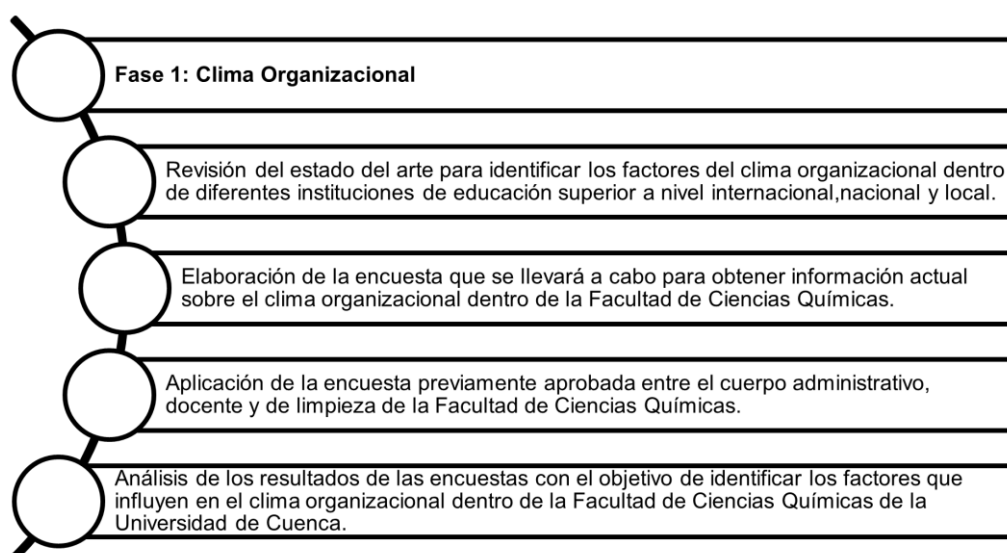 Fase 1: Clima Organizacional
Revisión del estado del arte para identificar los factores del clima organizacional dentro
de diferentes instituciones de educación superior a nivel internacional,nacional y local.
Elaboración de la encuesta que se llevará a cabo para obtener información actual
sobre el clima organizacional dentro de la Facultad de Ciencias Químicas.
Aplicación de la encuesta previamente aprobada entre el cuerpo administrativo,
docente y de limpieza de la Facultad de Ciencias Químicas.
Análisis de los resultados de las encuestas con el objetivo de identificar los factores que
influyen en el clima organizacional dentro de la Facultad de Ciencias Químicas de la
Universidad de Cuenca.